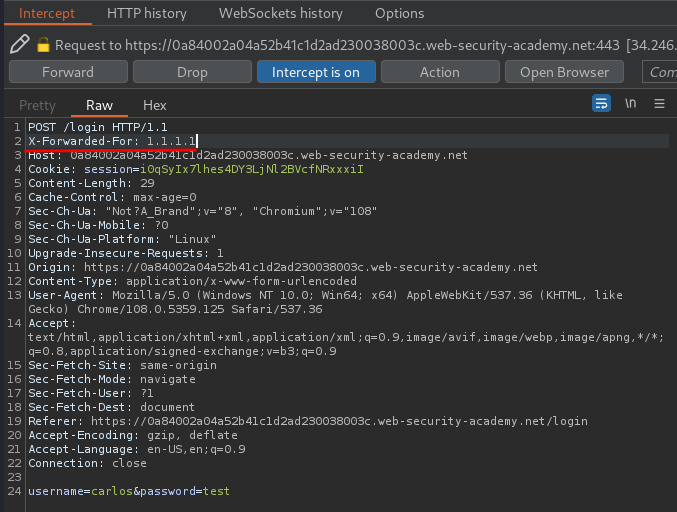 Intercept HTTP history WebSockets history Options
Request to https://0a84002a04a52b41c1d2ad230038003c.web-security-academy.net:443 [34.246.
Forward Drop Intercept is on Action Open Browser Com
Pretty Raw Hex \n
1 POST /login HTTP/1.1
2 X-Forwarded-For: 1.1.1.1
3 Host: 0a84002a04a52b41c1d2ad230038003c.web-security-academy.net
4 Cookie: session=iOqSyIx7lhes4DY3LjNl2BVcfNRxxxiI
5 Content-Length: 29
6 Cache-Control: max-age=0
7 Sec-Ch-Ua: "Not?A_Brand";v="8", "Chromium";v="108"
8 Sec-Ch-Ua-Mobile: ?0
9 Sec-Ch-Ua-Platform: "Linux"
10 Upgrade-Insecure-Requests: 1
11 Origin: https://0a84002a04a52b41c1d2ad230038003c.web-security-academy.net
12 Content-Type: application/x-www-form-urlencoded
13 User-Agent: Mozilla/5.0 (Windows NT 10.0; Win64; x64) AppleWebKit/537.36 (KHTML, like
Gecko) Chrome/108.0.5359.125 Safari/537.36
14 Accept:
text/html,application/xhtml+xml,application/xml;q=0.9,image/avif,image/webp,image/apng,*/*;
q=0.8,application/signed-exchange;v=b3;q=0.9
15 Sec-Fetch-Site: same-origin
16 Sec-Fetch-Mode: navigate
17 Sec-Fetch-User: ?1
18 Sec-Fetch-Dest: document
19 Referer: https://0a84002a04a52b41c1d2ad230038003c.web-security-academy.net/login
20 Accept-Encoding: gzip, deflate
21 Accept-Language: en-US,en;q=0.9
22 Connection: close
23
24 username=carlos&password=test